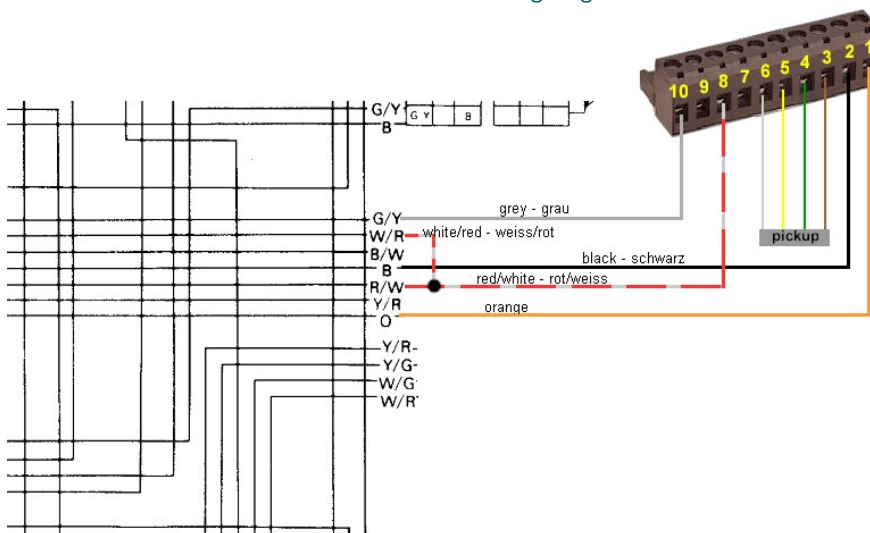 10 9 8 7 6 5 4 3 2 1
G/Y
G Y B
B
G/Y grey - grau
W/R white/red - weiss/rot
B/W
B black - schwarz
R/W red/white - rot/weiss
Y/R
O orange
pickup
Y/R
Y/G
W/G
W/R